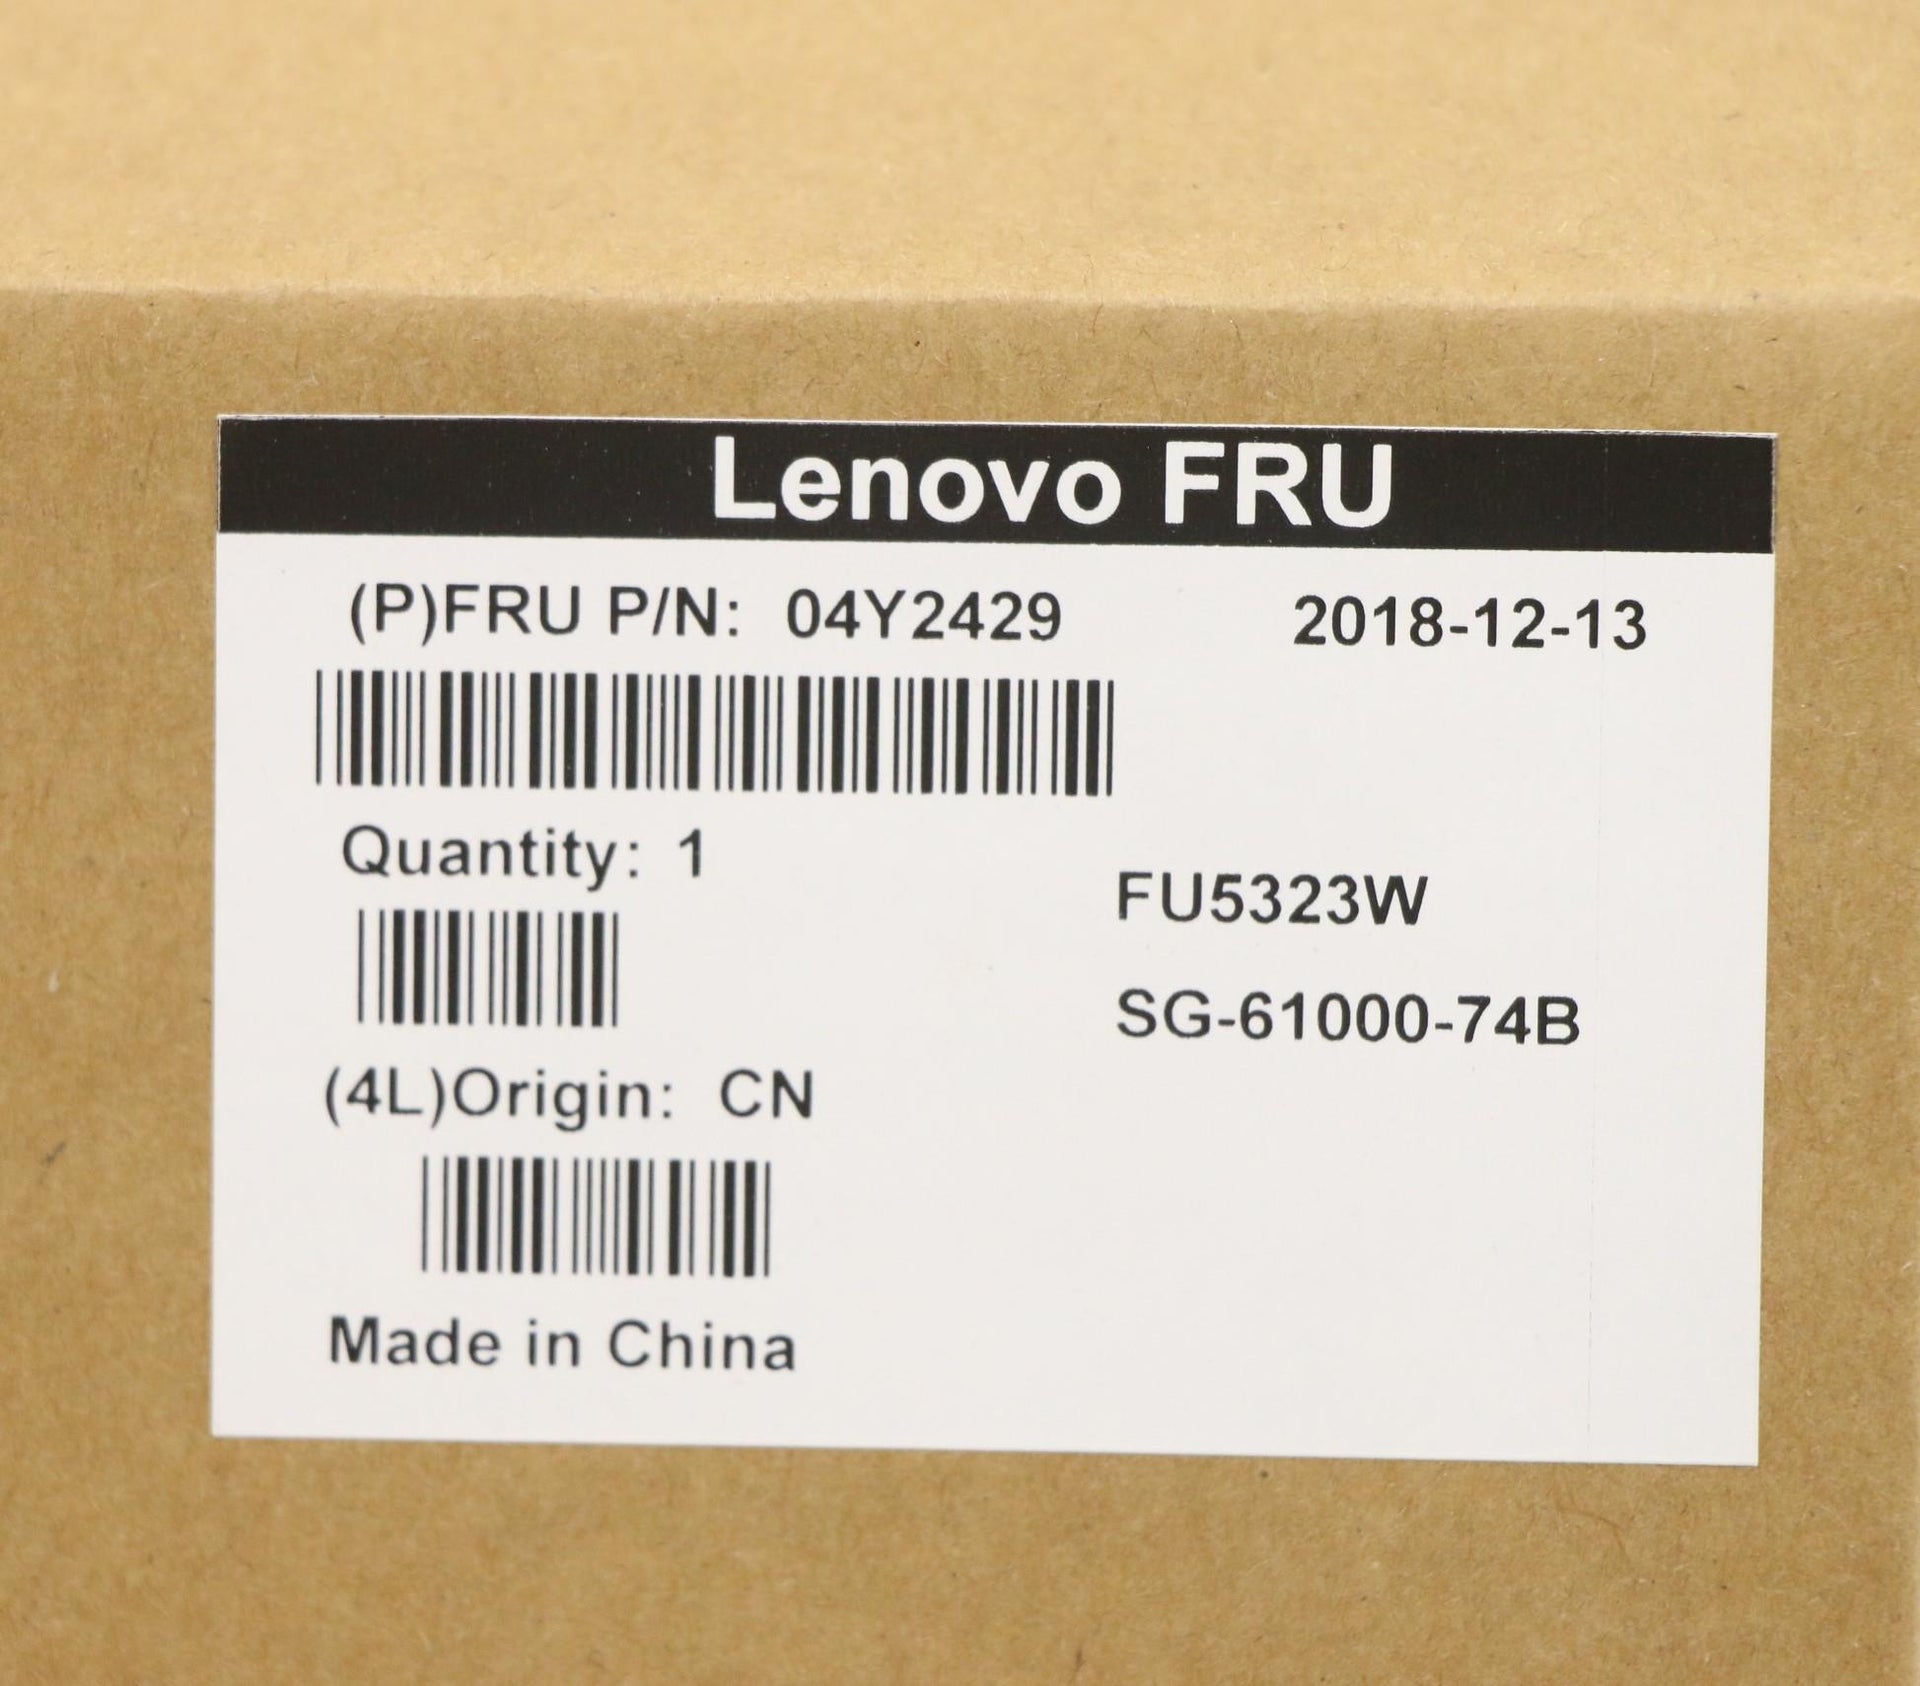 Lenovo FRU
(P)FRU P/N: 04Y2429 2018-12-13
Quantity: 1
FU5323W
SG-61000-74B
(4L)Origin: CN
Made in China